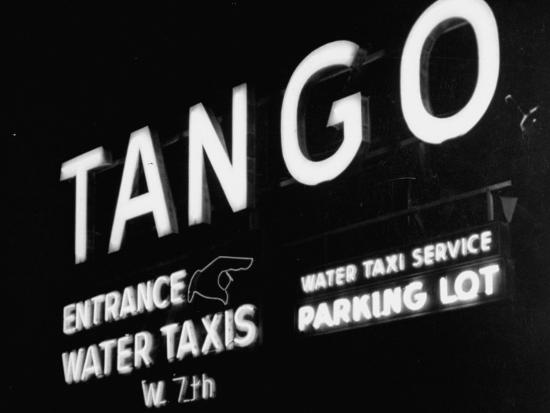 TANGO
ENTRANCE
WATER TAXIS
W. 7th
WATER TAXI SERVICE
PARKING LOT